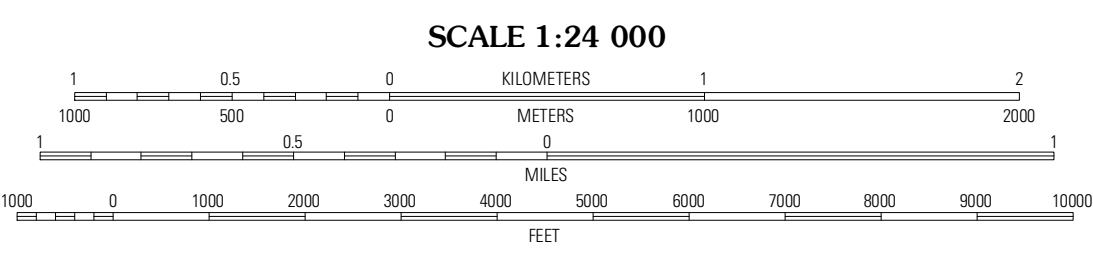 SCALE 1:24 000
1 0.5 0 KILOMETERS 1 2
1000 500 0 METERS 1000 2000
1 0.5 0 1
MILES
1000 0 1000 2000 3000 4000 5000 6000 7000 8000 9000 10000
FEET